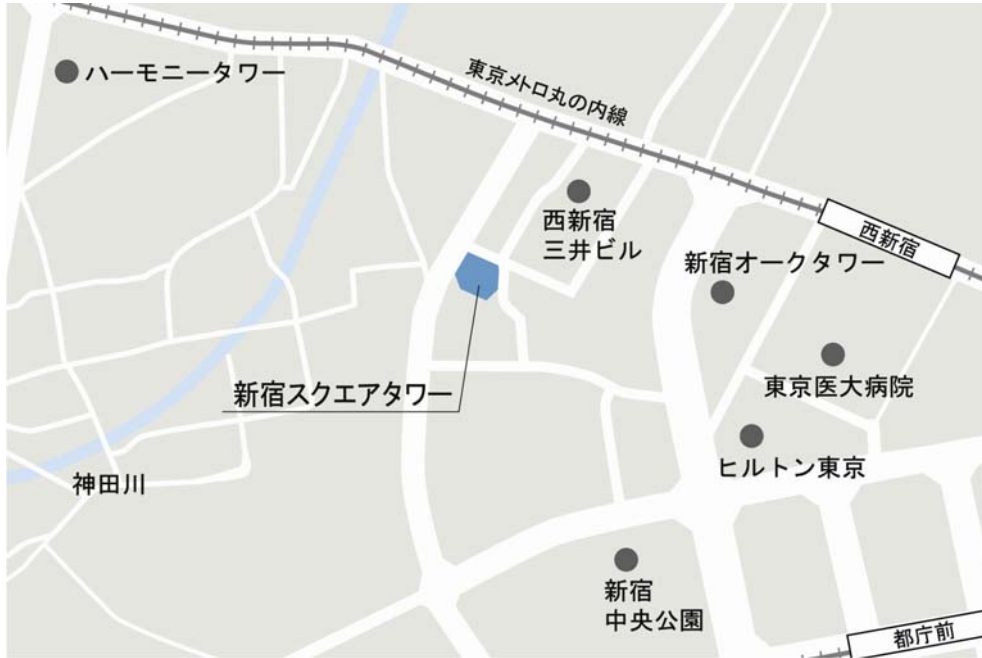 ハーモニータワー
東京メトロ丸の内線
西新宿
三井ビル
西新宿
新宿オークタワー
東京医大病院
新宿スクエアタワー
ヒルトン東京
神田川
新宿
中央公園
都庁前